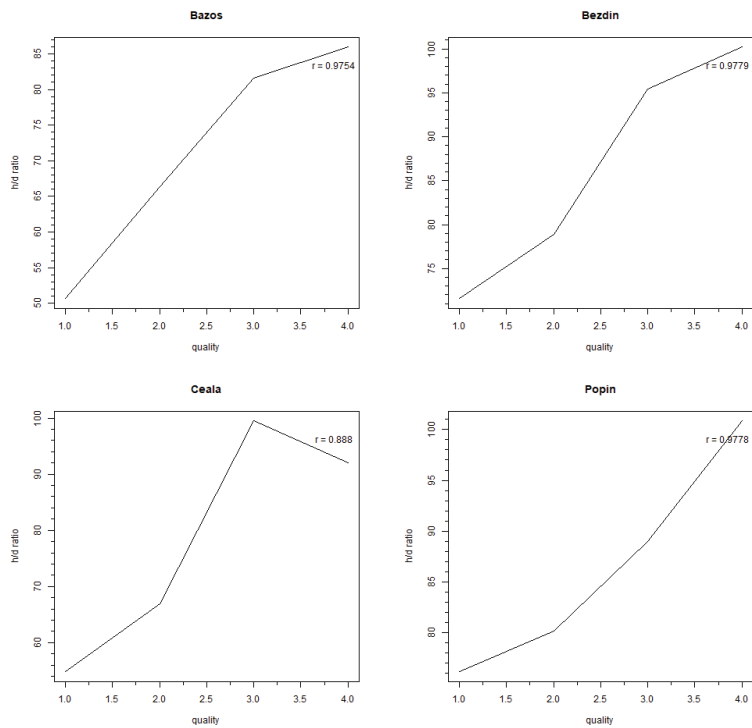 Bazos
h/d ratio
85
80
75
70
65
60
55
50
r = 0.9754
1.0 1.5 2.0 2.5 3.0 3.5 4.0
quality
Bezdin
h/d ratio
100
95
90
85
80
75
r = 0.9779
1.0 1.5 2.0 2.5 3.0 3.5 4.0
quality
Ceala
h/d ratio
100
90
80
70
60
r = 0.888
1.0 1.5 2.0 2.5 3.0 3.5 4.0
quality
Popin
h/d ratio
100
95
90
85
80
r = 0.9778
1.0 1.5 2.0 2.5 3.0 3.5 4.0
quality